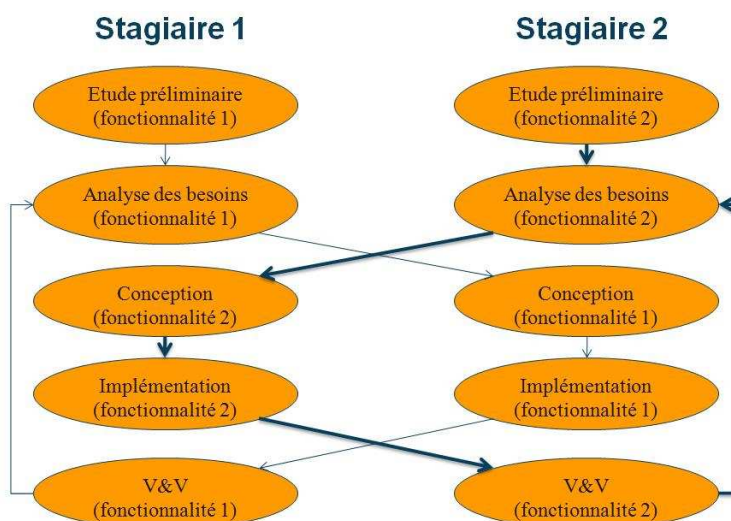 Stagiaire 1
Stagiaire 2
Etude préliminaire
(fonctionnalité 1)
Etude préliminaire
(fonctionnalité 2)
Analyse des besoins
(fonctionnalité 1)
Analyse des besoins
(fonctionnalité 2)
Conception
(fonctionnalité 2)
Conception
(fonctionnalité 1)
Implémentation
(fonctionnalité 2)
Implémentation
(fonctionnalité 1)
V&V
(fonctionnalité 1)
V&V
(fonctionnalité 2)